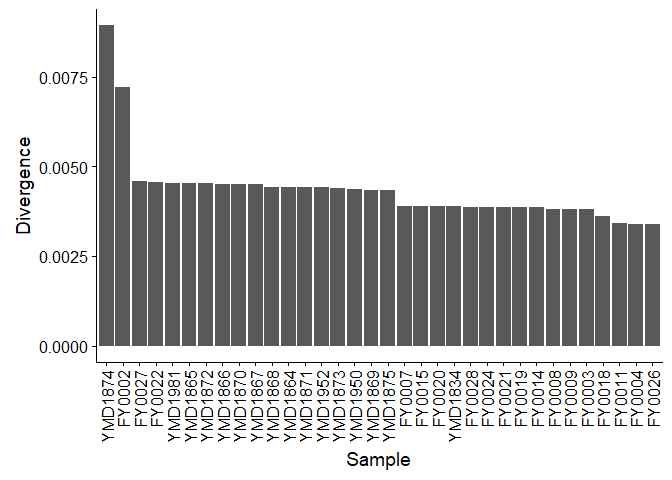 Divergence
0.0075
0.0050
0.0025
0.0000
YMD1874
FY0002
FY0027
FY0022
YMD1981
YMD1865
YMD1872
YMD1866
YMD1870
YMD1867
YMD1868
YMD1864
YMD1871
YMD1952
YMD1873
YMD1950
YMD1869
YMD1875
FY0007
FY0015
FY0020
YMD1834
FY0028
FY0024
FY0021
FY0019
FY0014
FY0008
FY0009
FY0003
FY0018
FY0011
FY0004
FY0026
Sample